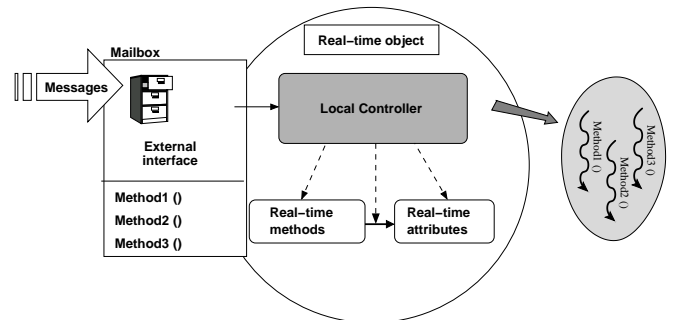 Real-time object
Mailbox
Messages
External
interface
Method1 ()
Method2 ()
Method3 ()
Local Controller
Real-time
methods
Real-time
attributes
Method1 ()
Method2 ()
Method3 ()